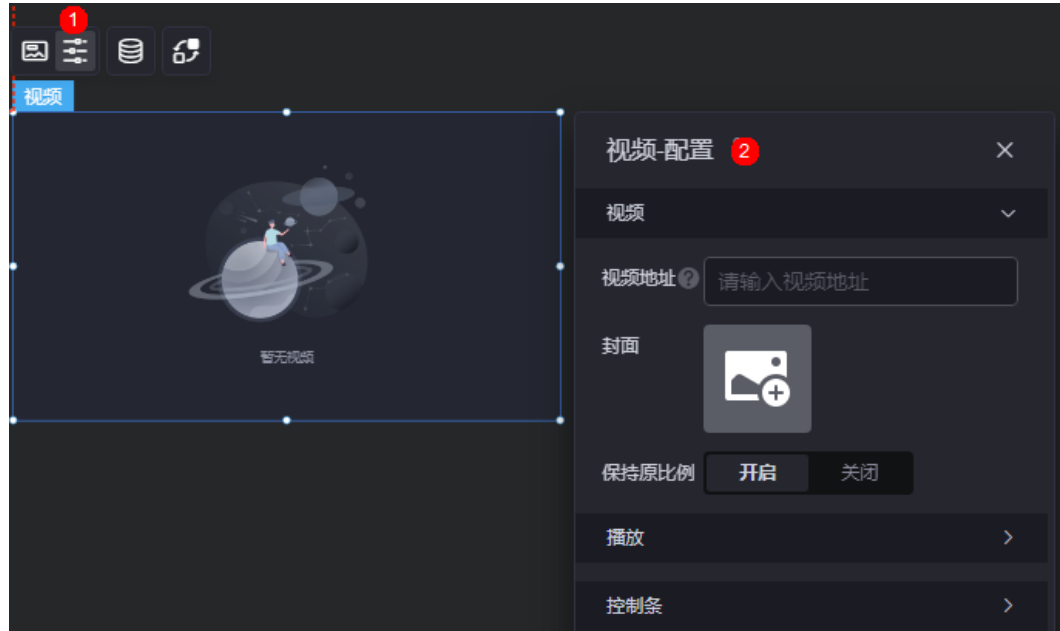 1
视频
视频-配置 2
视频
视频地址 请输入视频地址
暂无视频
封面
保持原比例 开启 关闭
播放
控制条